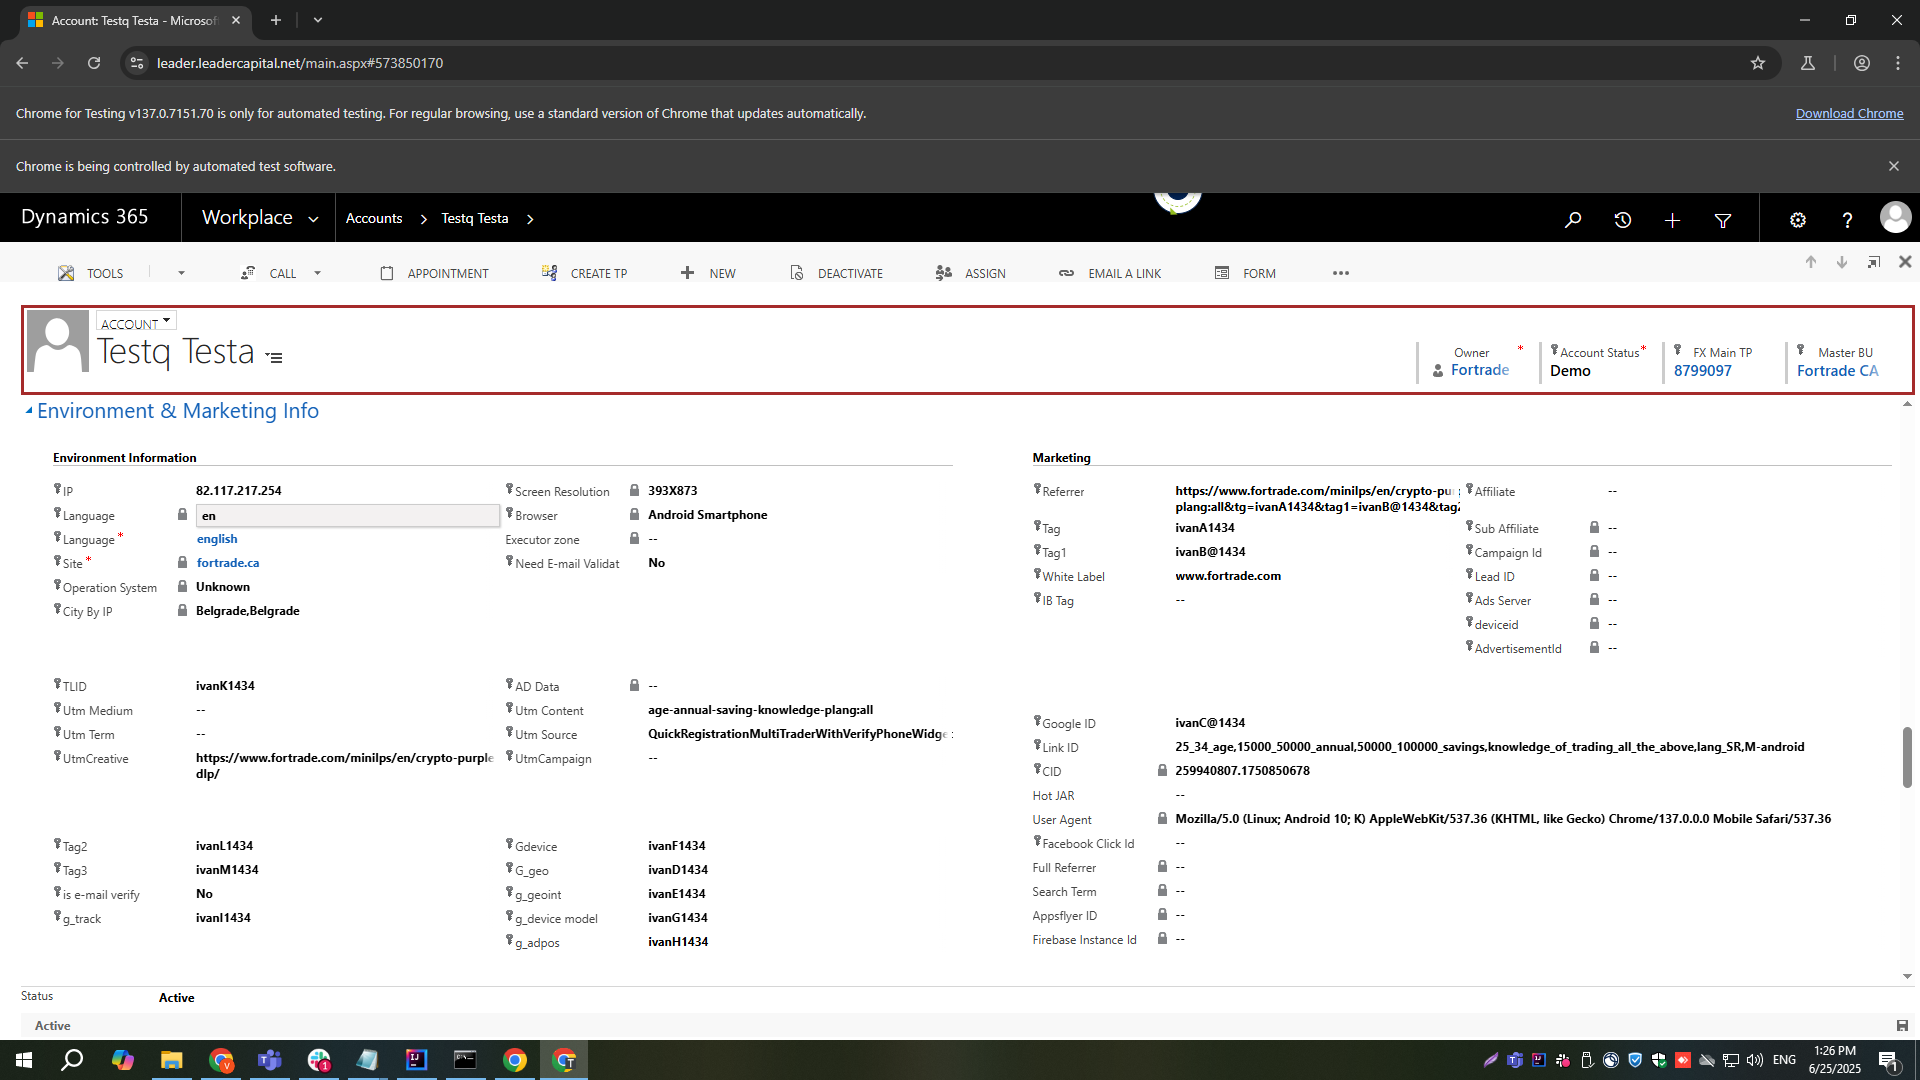 Account: Testq Testa - Microsof
leader.leadercapital.net/main.aspx#573850170
Chrome for Testing v137.0.7151.70 is only for automated testing. For regular browsing, use a standard version of Chrome that updates automatically.
Download Chrome
Chrome is being controlled by automated test software.
Dynamics 365 Workplace Accounts Testq Testa
TOOLS CALL APPOINTMENT CREATE TP NEW DEACTIVATE ASSIGN EMAIL A LINK FORM
ACCOUNT
Testq Testa
Owner * Account Status * FX Main TP Master BU
Fortrade Demo 8799097 Fortrade CA
Environment & Marketing Info
Environment Information
IP 82.117.217.254 Screen Resolution 393X873
Language en Browser Android Smartphone
Language * english Executor zone --
Site * fortrade.ca Need E-mail Validat No
Operation System Unknown
City By IP Belgrade,Belgrade
TLID ivanK1434 AD Data --
Utm Medium -- Utm Content age-annual-saving-knowledge-plang:all
Utm Term -- Utm Source QuickRegistrationMultiTraderWithVerifyPhoneWidge
UtmCreative https://www.fortrade.com/minilps/en/crypto-purple UtmCampaign --
dlp/
Tag2 ivanL1434 Gdevice ivanF1434
Tag3 ivanM1434 G_geo ivanD1434
is e-mail verify No g_geoint ivanE1434
g_track ivanI1434 g_device model ivanG1434
g_adpos ivanH1434
Marketing
Referrer https://www.fortrade.com/minilps/en/crypto-pu Affiliate --
plang:all&tg=ivanA1434&tag1=ivanB@1434&tag2
Tag ivanA1434 Sub Affiliate --
Tag1 ivanB@1434 Campaign Id --
White Label www.fortrade.com Lead ID --
IB Tag -- Ads Server --
deviceid --
AdvertisementId --
Google ID ivanC@1434
Link ID 25_34_age,15000_50000_annual,50000_100000_savings,knowledge_of_trading_all_the_above,lang_SR,M-android
CID 259940807.1750850678
Hot JAR --
User Agent Mozilla/5.0 (Linux; Android 10; K) AppleWebKit/537.36 (KHTML, like Gecko) Chrome/137.0.0.0 Mobile Safari/537.36
Facebook Click Id --
Full Referrer --
Search Term --
Appsflyer ID --
Firebase Instance Id --
Status Active
Active
ENG 1:26 PM
6/25/2025